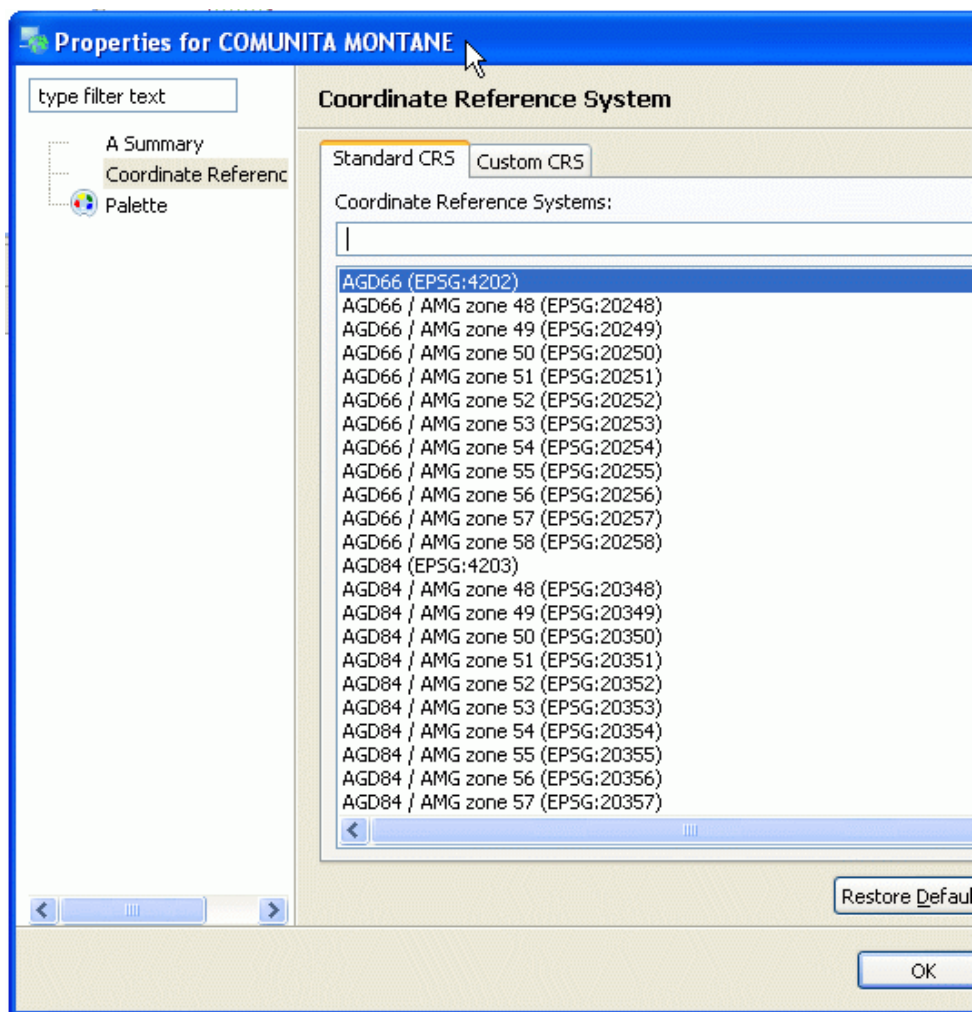 Properties for COMUNITA MONTANE
type filter text
A Summary
Coordinate Referenc
Palette
Coordinate Reference System
Standard CRS
Custom CRS
Coordinate Reference Systems:
AGD66 (EPSG:4202)
AGD66 / AMG zone 48 (EPSG:20248)
AGD66 / AMG zone 49 (EPSG:20249)
AGD66 / AMG zone 50 (EPSG:20250)
AGD66 / AMG zone 51 (EPSG:20251)
AGD66 / AMG zone 52 (EPSG:20252)
AGD66 / AMG zone 53 (EPSG:20253)
AGD66 / AMG zone 54 (EPSG:20254)
AGD66 / AMG zone 55 (EPSG:20255)
AGD66 / AMG zone 56 (EPSG:20256)
AGD66 / AMG zone 57 (EPSG:20257)
AGD66 / AMG zone 58 (EPSG:20258)
AGD84 (EPSG:4203)
AGD84 / AMG zone 48 (EPSG:20348)
AGD84 / AMG zone 49 (EPSG:20349)
AGD84 / AMG zone 50 (EPSG:20350)
AGD84 / AMG zone 51 (EPSG:20351)
AGD84 / AMG zone 52 (EPSG:20352)
AGD84 / AMG zone 53 (EPSG:20353)
AGD84 / AMG zone 54 (EPSG:20354)
AGD84 / AMG zone 55 (EPSG:20355)
AGD84 / AMG zone 56 (EPSG:20356)
AGD84 / AMG zone 57 (EPSG:20357)
Restore Defaul
OK